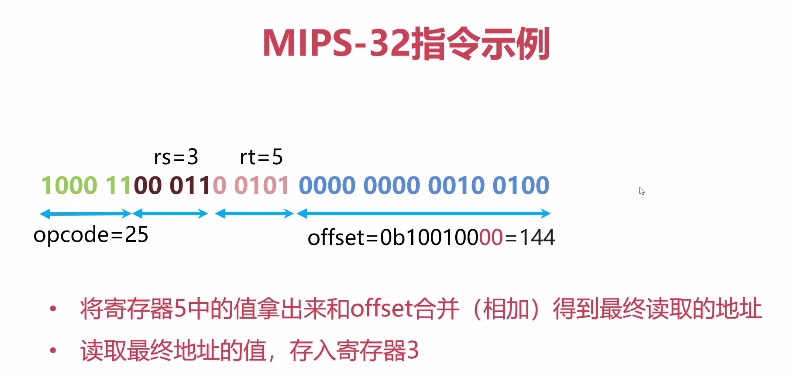 MIPS-32指令示例
rs=3 rt=5
1000 1100 0110 0101 0000 0000 0010 0100
opcode=25 offset=0b10010000=144
• 将寄存器5中的值拿出来和offset合并（相加）得到最终读取的地址
• 读取最终地址的值，存入寄存器3